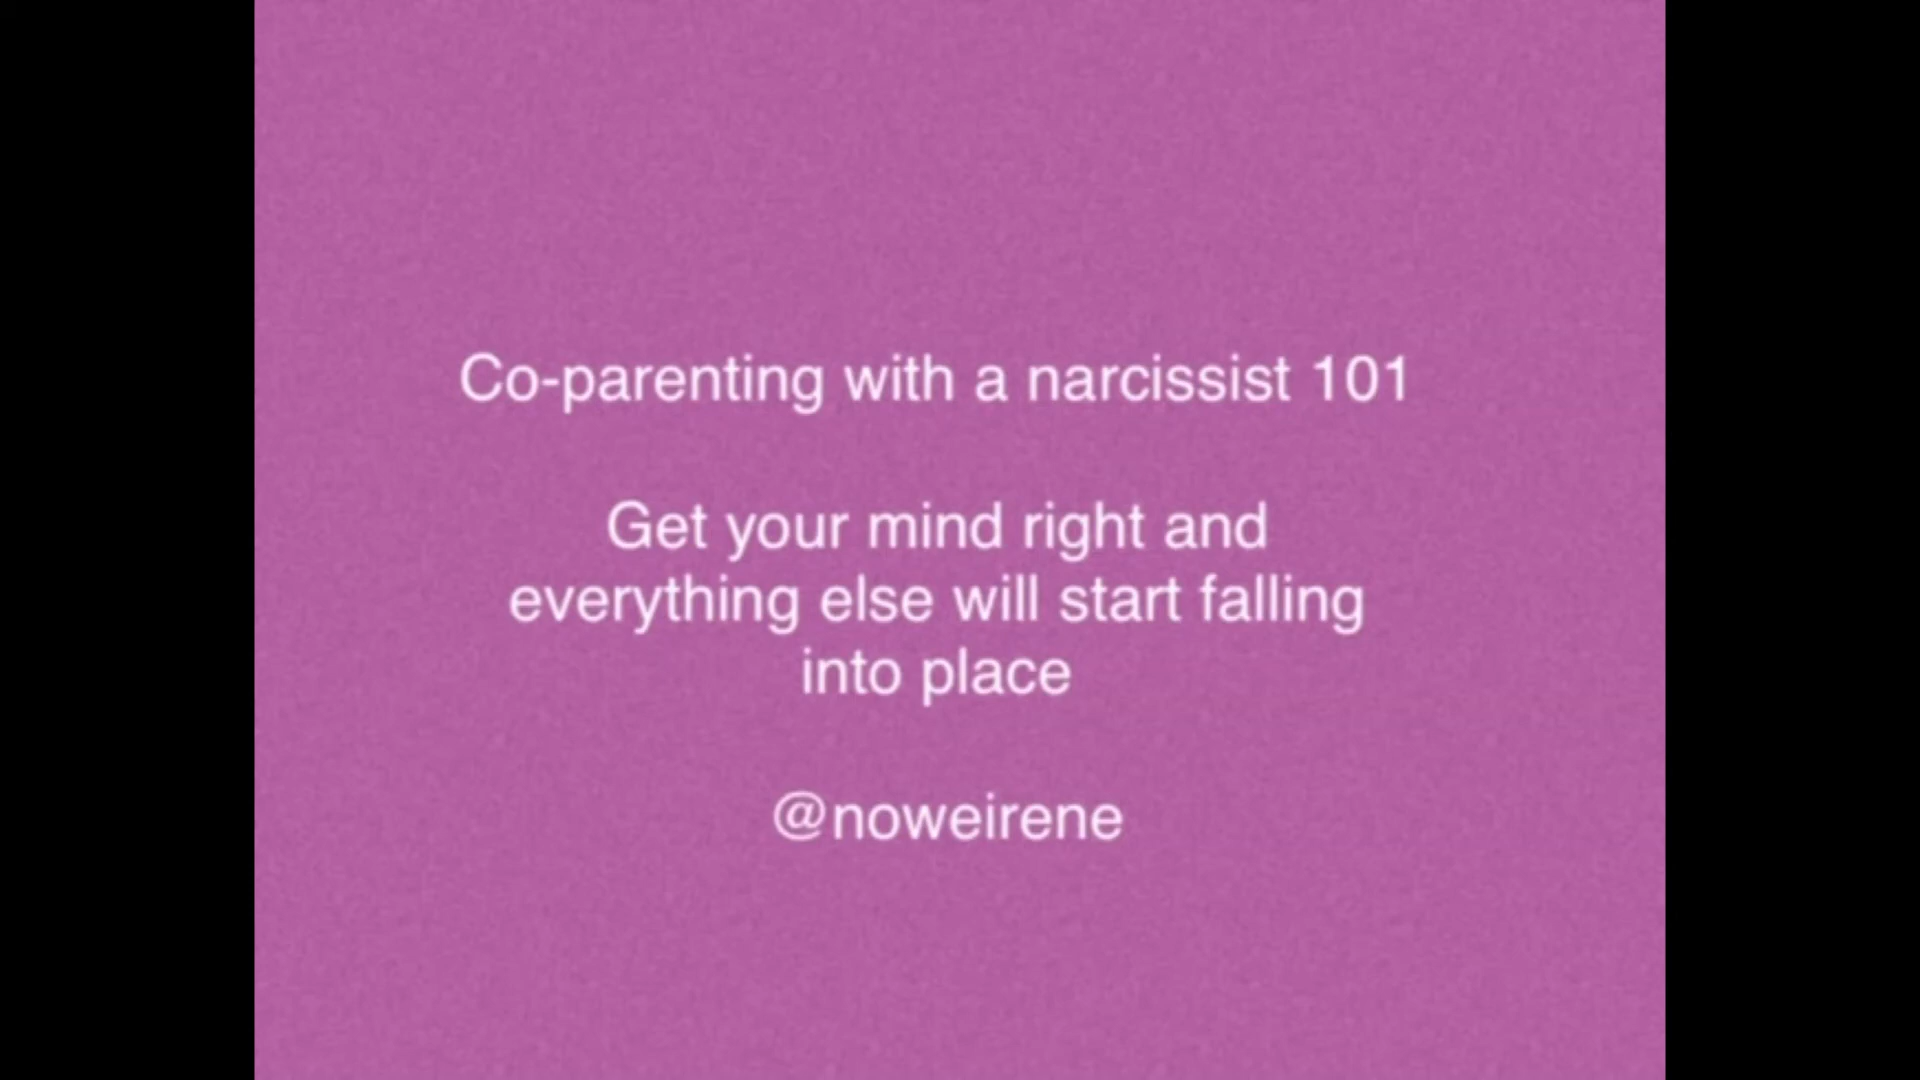 Co-parenting with a narcissist 101
Get your mind right and
everything else will start falling
into place
@noweirene